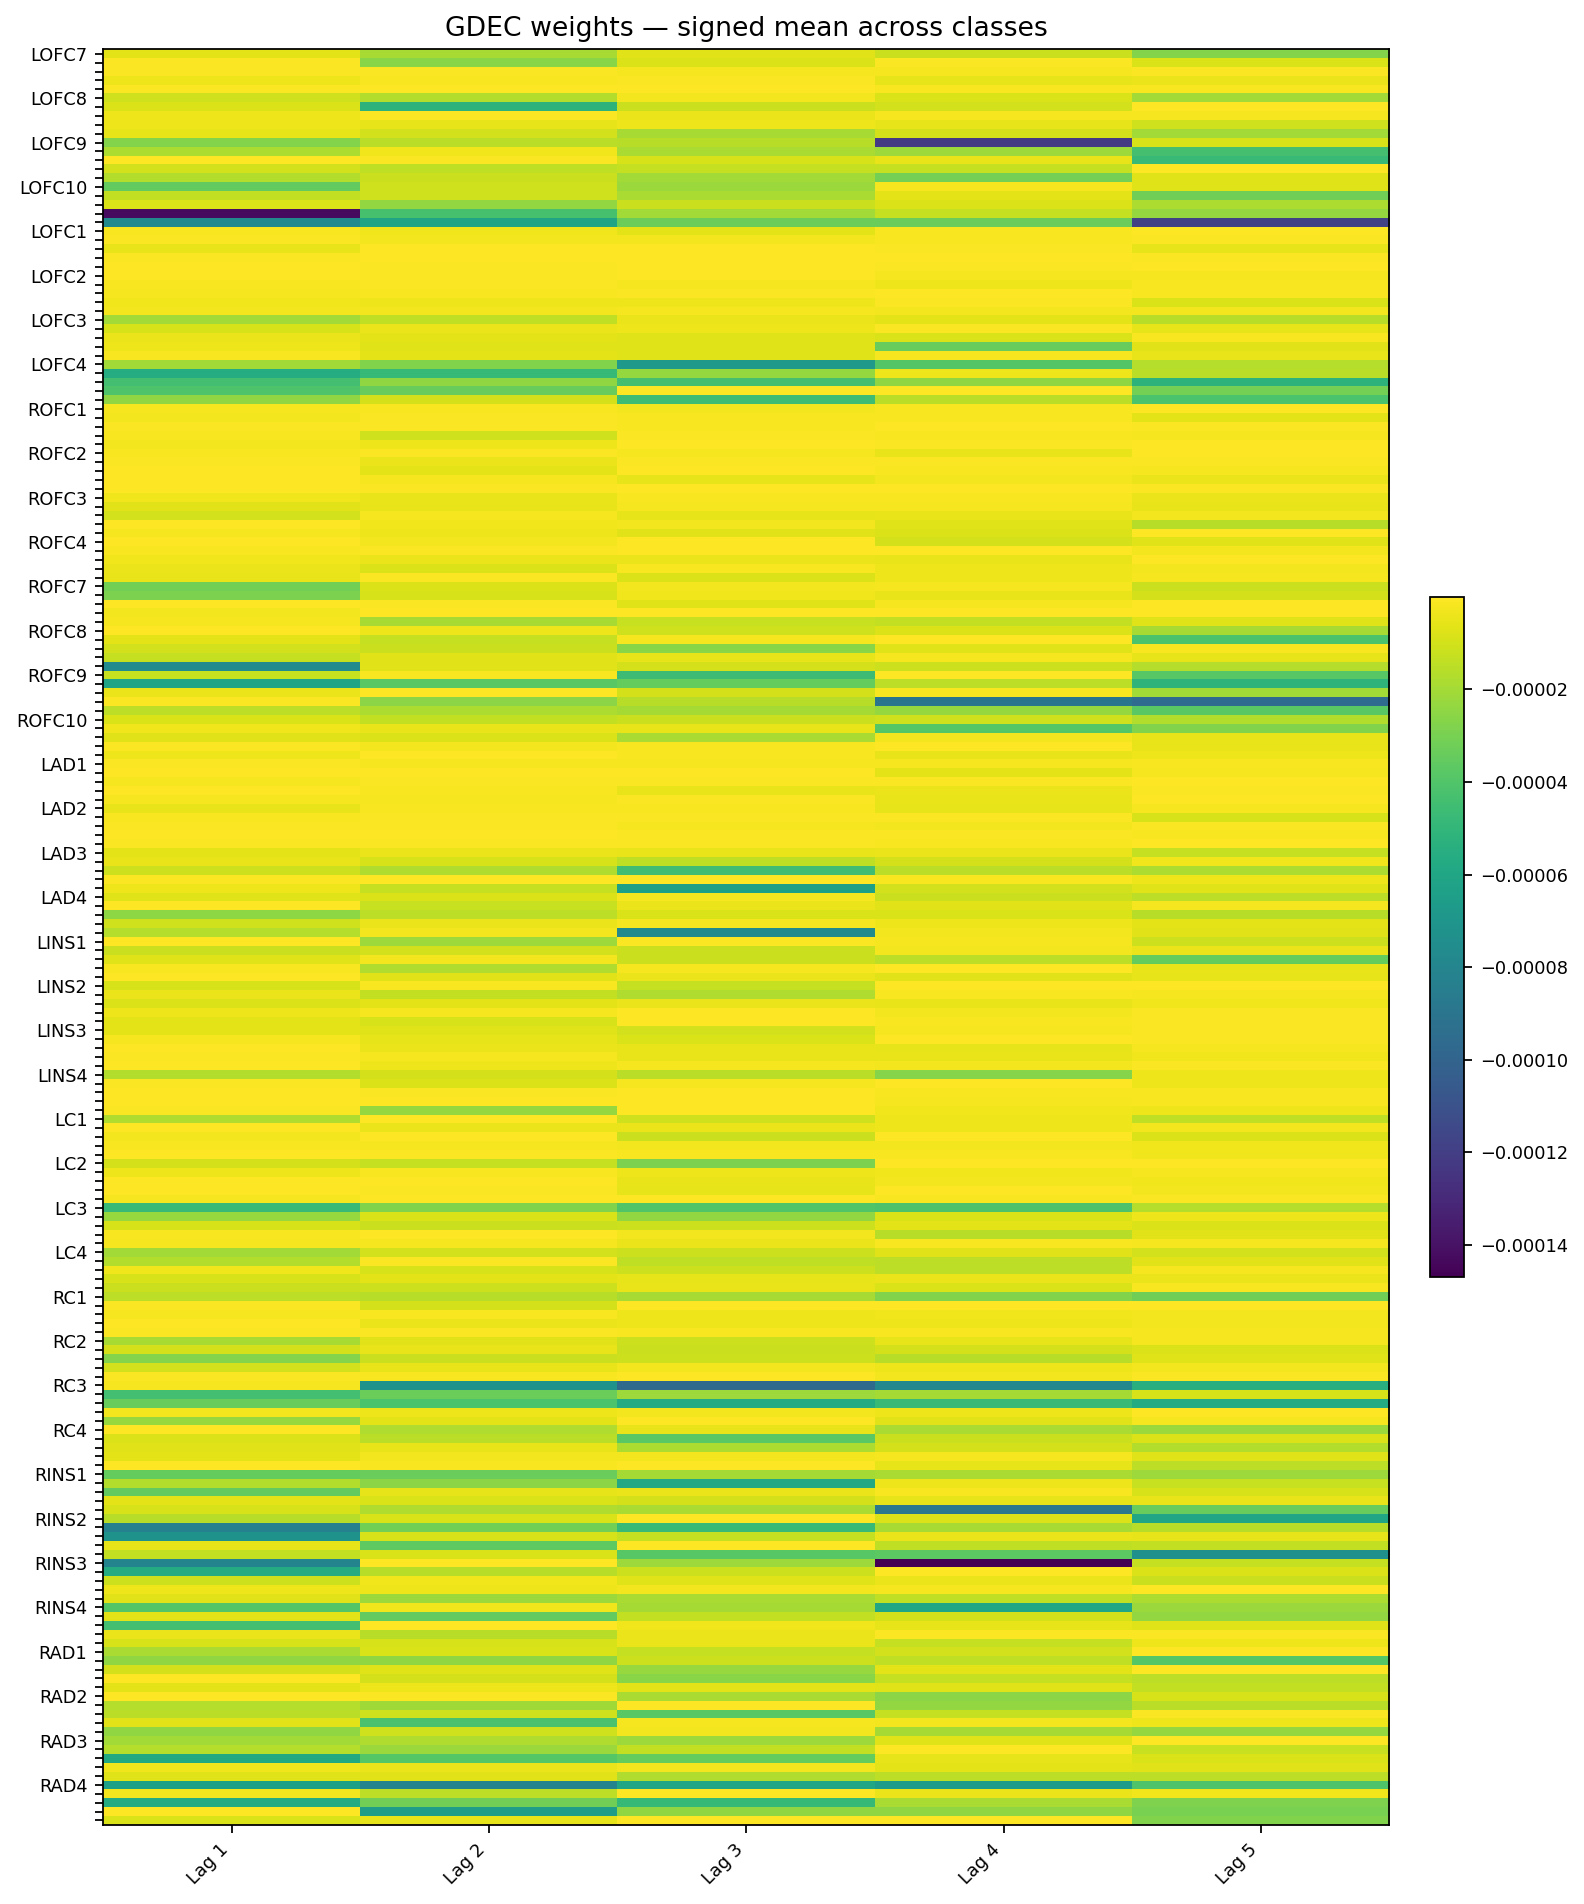 GDEC weights — signed mean across classes
LOFC7
LOFC8
LOFC9
LOFC10
LOFC1
LOFC2
LOFC3
LOFC4
ROFC1
ROFC2
ROFC3
ROFC4
ROFC7
ROFC8
ROFC9
ROFC10
LAD1
LAD2
LAD3
LAD4
LINS1
LINS2
LINS3
LINS4
LC1
LC2
LC3
LC4
RC1
RC2
RC3
RC4
RINS1
RINS2
RINS3
RINS4
RAD1
RAD2
RAD3
RAD4
Lag 1
Lag 2
Lag 3
Lag 4
Lag 5
−0.00002
−0.00004
−0.00006
−0.00008
−0.00010
−0.00012
−0.00014